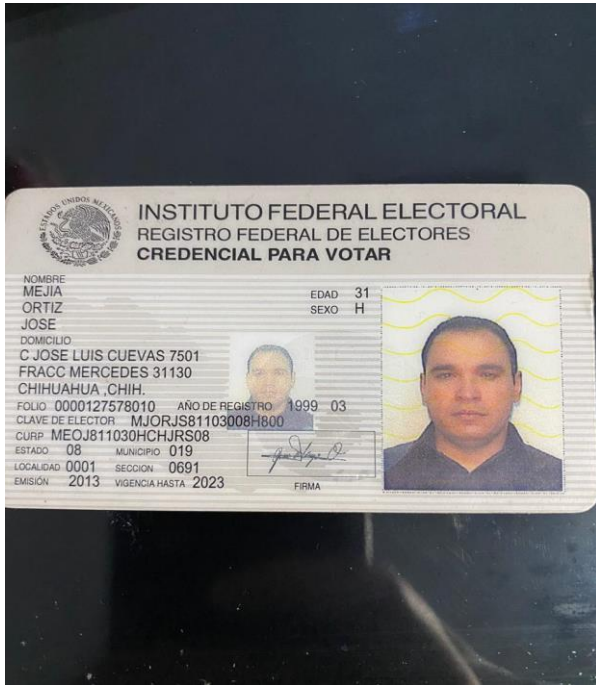 ESTADOS UNIDOS MEXICANOS
INSTITUTO FEDERAL ELECTORAL
REGISTRO FEDERAL DE ELECTORES
CREDENCIAL PARA VOTAR
NOMBRE
MEJIA
ORTIZ
JOSE
EDAD 31
SEXO H
DOMICILIO
C JOSE LUIS CUEVAS 7501
FRACC MERCEDES 31130
CHIHUAHUA ,CHIH.
FOLIO 0000127578010 AÑO DE REGISTRO 1999 03
CLAVE DE ELECTOR MJORJS81103008H800
CURP MEOJ811030HCHJRS08
ESTADO 08 MUNICIPIO 019
LOCALIDAD 0001 SECCION 0691
EMISIÓN 2013 VIGENCIA HASTA 2023
FIRMA